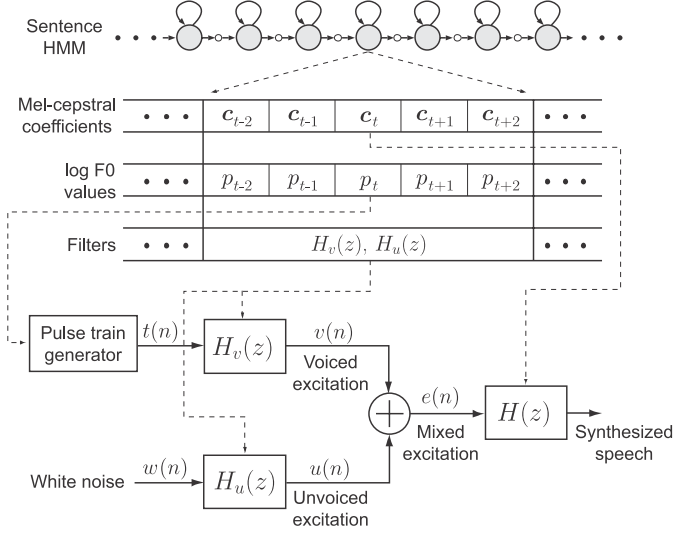 Sentence
HMM
Mel-cepstral
coefficients
• • • c_{t-2} c_{t-1} c_t c_{t+1} c_{t+2} • • •
log F0
values
• • • p_{t-2} p_{t-1} p_t p_{t+1} p_{t+2} • • •
Filters • • • H_v(z), H_u(z) • • •
Pulse train
generator
t(n)
H_v(z)
v(n)
Voiced
excitation
e(n)
Mixed
excitation
H(z)
Synthesized
speech
White noise
w(n)
H_u(z)
u(n)
Unvoiced
excitation